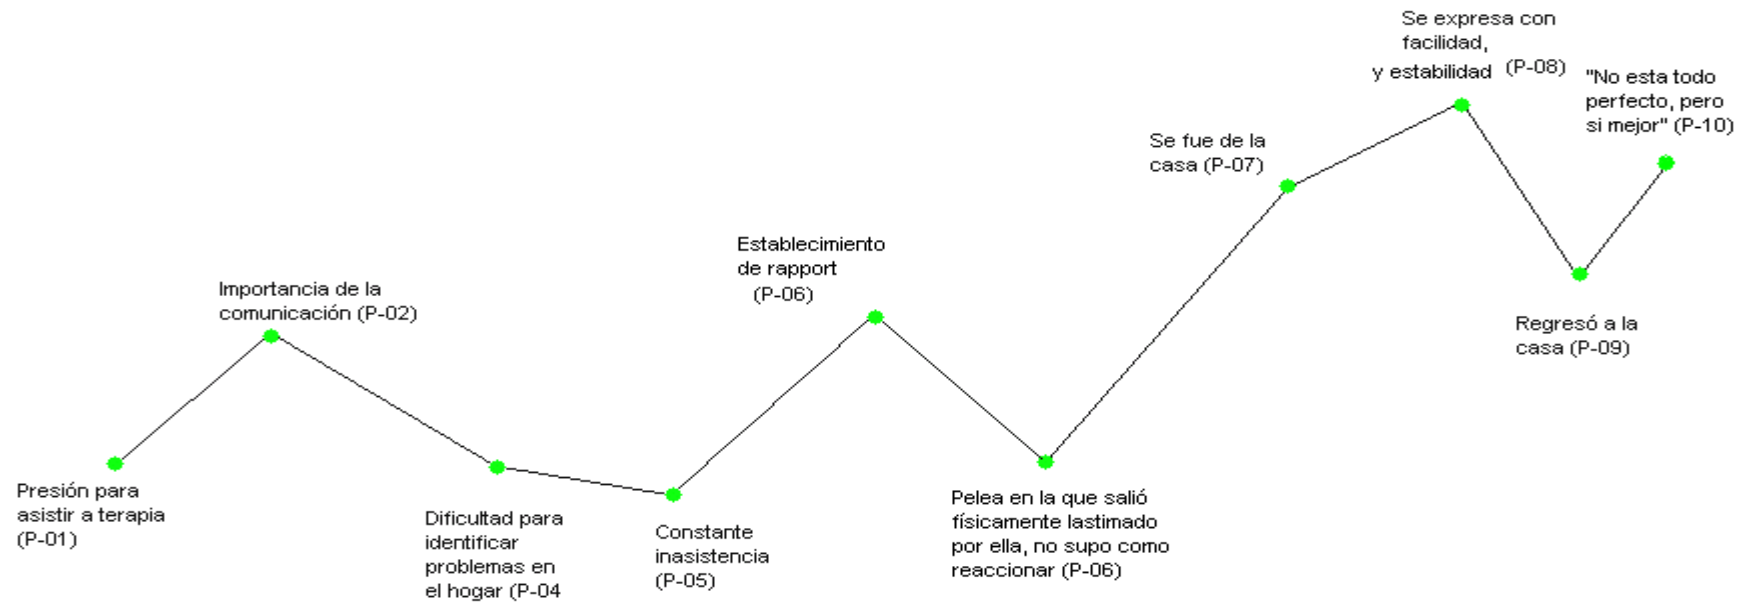 Presión para
asistir a terapia
(P-01)
Importancia de la
comunicación (P-02)
Dificultad para
identificar
problemas en
el hogar (P-04
Constante
inasistencia
(P-05)
Establecimiento
de rapport
(P-06)
Pelea en la que salió
físicamente lastimado
por ella, no supo como
reaccionar (P-06)
Se fue de la
casa (P-07)
Se expresa con
facilidad,
y estabilidad (P-08)
Regresó a la
casa (P-09)
"No esta todo
perfecto, pero
si mejor" (P-10)